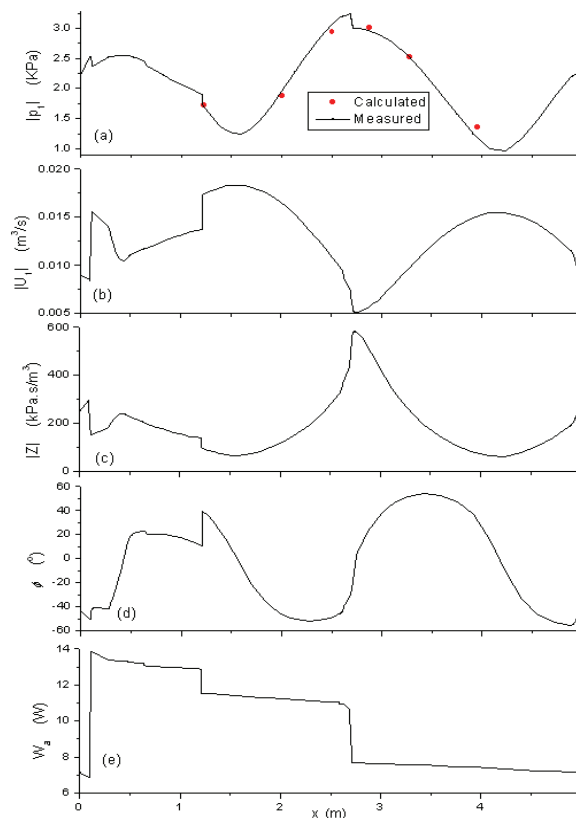 3.0
2.5
2.0
1.5
1.0
|p₁| (KPa)
Calculated
Measured
(a)
0.020
0.015
0.010
0.005
|U₁| (m³/s)
(b)
600
400
200
0
|Z| (kPa.s/m³)
(c)
60
40
20
0
-20
-40
-60
ϕ (º)
(d)
14
12
10
8
6
Wₐ (W)
(e)
0 1 2 3 4
x (m)